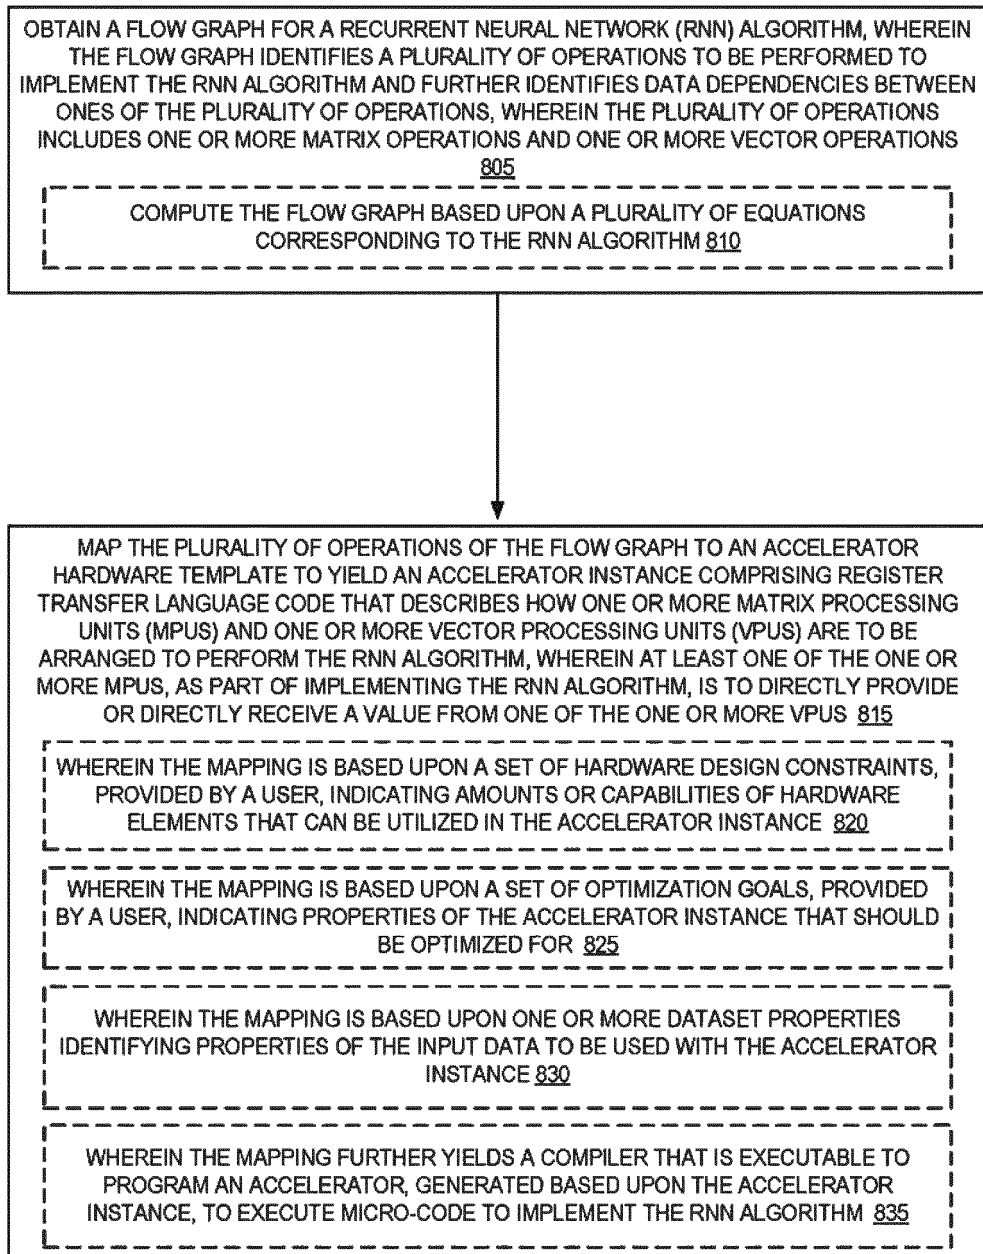 OBTAIN A FLOW GRAPH FOR A RECURRENT NEURAL NETWORK (RNN) ALGORITHM, WHEREIN
THE FLOW GRAPH IDENTIFIES A PLURALITY OF OPERATIONS TO BE PERFORMED TO
IMPLEMENT THE RNN ALGORITHM AND FURTHER IDENTIFIES DATA DEPENDENCIES BETWEEN
ONES OF THE PLURALITY OF OPERATIONS, WHEREIN THE PLURALITY OF OPERATIONS
INCLUDES ONE OR MORE MATRIX OPERATIONS AND ONE OR MORE VECTOR OPERATIONS
805
COMPUTE THE FLOW GRAPH BASED UPON A PLURALITY OF EQUATIONS
CORRESPONDING TO THE RNN ALGORITHM 810
MAP THE PLURALITY OF OPERATIONS OF THE FLOW GRAPH TO AN ACCELERATOR
HARDWARE TEMPLATE TO YIELD AN ACCELERATOR INSTANCE COMPRISING REGISTER
TRANSFER LANGUAGE CODE THAT DESCRIBES HOW ONE OR MORE MATRIX PROCESSING
UNITS (MPUS) AND ONE OR MORE VECTOR PROCESSING UNITS (VPUS) ARE TO BE
ARRANGED TO PERFORM THE RNN ALGORITHM, WHEREIN AT LEAST ONE OF THE ONE OR
MORE MPUS, AS PART OF IMPLEMENTING THE RNN ALGORITHM, IS TO DIRECTLY PROVIDE
OR DIRECTLY RECEIVE A VALUE FROM ONE OF THE ONE OR MORE VPUS 815
WHEREIN THE MAPPING IS BASED UPON A SET OF HARDWARE DESIGN CONSTRAINTS,
PROVIDED BY A USER, INDICATING AMOUNTS OR CAPABILITIES OF HARDWARE
ELEMENTS THAT CAN BE UTILIZED IN THE ACCELERATOR INSTANCE 820
WHEREIN THE MAPPING IS BASED UPON A SET OF OPTIMIZATION GOALS, PROVIDED
BY A USER, INDICATING PROPERTIES OF THE ACCELERATOR INSTANCE THAT SHOULD
BE OPTIMIZED FOR 825
WHEREIN THE MAPPING IS BASED UPON ONE OR MORE DATASET PROPERTIES
IDENTIFYING PROPERTIES OF THE INPUT DATA TO BE USED WITH THE ACCELERATOR
INSTANCE 830
WHEREIN THE MAPPING FURTHER YIELDS A COMPILER THAT IS EXECUTABLE TO
PROGRAM AN ACCELERATOR, GENERATED BASED UPON THE ACCELERATOR
INSTANCE, TO EXECUTE MICRO-CODE TO IMPLEMENT THE RNN ALGORITHM 835